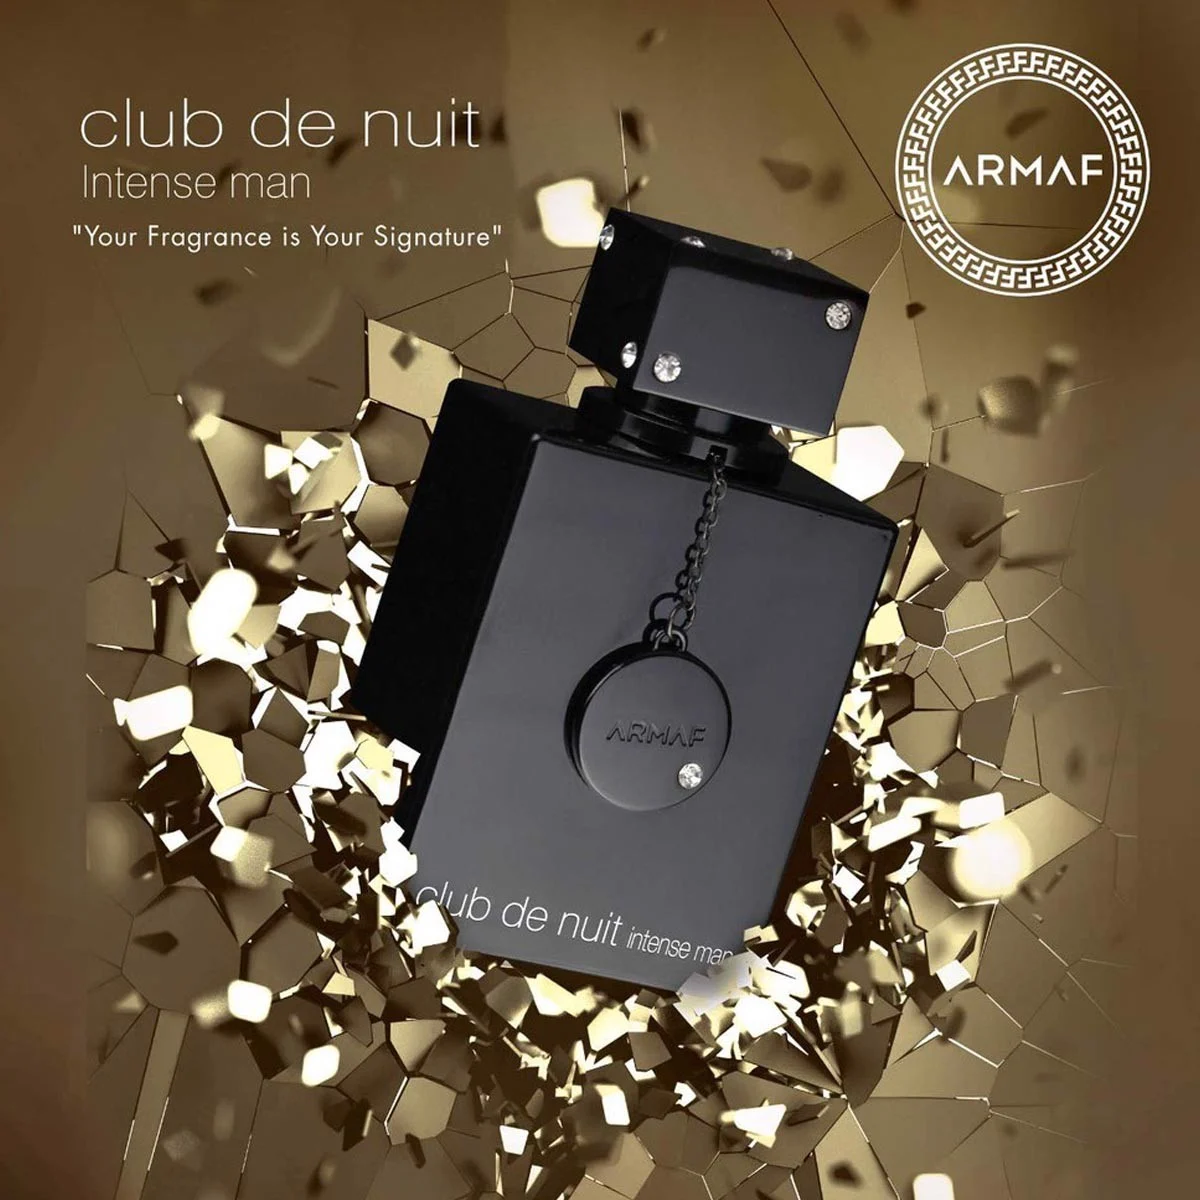 club de nuit
Intense man
"Your Fragrance is Your Signature"
ARMAF
ARMAF
club de nuit intense man